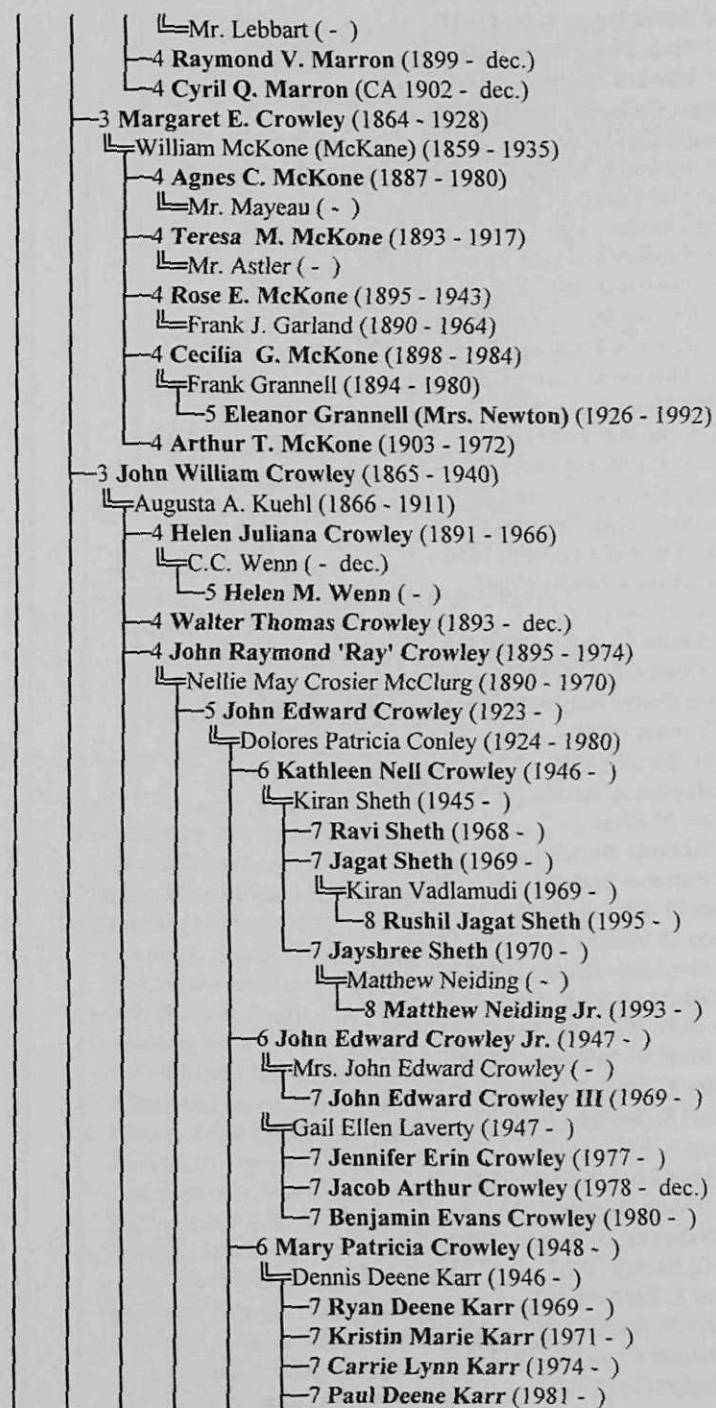 Mr. Lebbart ( - )
4 Raymond V. Marron (1899 - dec.)
4 Cyril Q. Marron (CA 1902 - dec.)
3 Margaret E. Crowley (1864 - 1928)
William McKone (McKane) (1859 - 1935)
4 Agnes C. McKone (1887 - 1980)
Mr. Mayeau ( - )
4 Teresa M. McKone (1893 - 1917)
Mr. Astler ( - )
4 Rose E. McKone (1895 - 1943)
Frank J. Garland (1890 - 1964)
4 Cecilia G. McKone (1898 - 1984)
Frank Grannell (1894 - 1980)
5 Eleanor Grannell (Mrs. Newton) (1926 - 1992)
4 Arthur T. McKone (1903 - 1972)
3 John William Crowley (1865 - 1940)
Augusta A. Kuehl (1866 - 1911)
4 Helen Juliana Crowley (1891 - 1966)
C.C. Wenn ( - dec.)
5 Helen M. Wenn ( - )
4 Walter Thomas Crowley (1893 - dec.)
4 John Raymond 'Ray' Crowley (1895 - 1974)
Nellie May Crosier McClurg (1890 - 1970)
5 John Edward Crowley (1923 - )
Dolores Patricia Conley (1924 - 1980)
6 Kathleen Nell Crowley (1946 - )
Kiran Sheth (1945 - )
7 Ravi Sheth (1968 - )
7 Jagat Sheth (1969 - )
Kiran Vadlamudi (1969 - )
8 Rushil Jagat Sheth (1995 - )
7 Jayshree Sheth (1970 - )
Matthew Neiding ( - )
8 Matthew Neiding Jr. (1993 - )
6 John Edward Crowley Jr. (1947 - )
Mrs. John Edward Crowley ( - )
7 John Edward Crowley III (1969 - )
Gail Ellen Laverty (1947 - )
7 Jennifer Erin Crowley (1977 - )
7 Jacob Arthur Crowley (1978 - dec.)
7 Benjamin Evans Crowley (1980 - )
6 Mary Patricia Crowley (1948 - )
Dennis Deene Karr (1946 - )
7 Ryan Deene Karr (1969 - )
7 Kristin Marie Karr (1971 - )
7 Carrie Lynn Karr (1974 - )
7 Paul Deene Karr (1981 - )